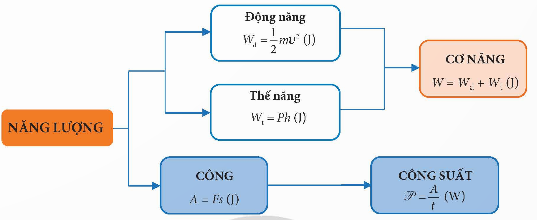 Động năng
W_đ = 1/2 mv² (J)
Thế năng
W_t = Ph (J)
CƠ NĂNG
W = W_đ + W_t (J)
NĂNG LƯỢNG
CÔNG
A = Fs (J)
CÔNG SUẤT
𝒫 = A/t (W)